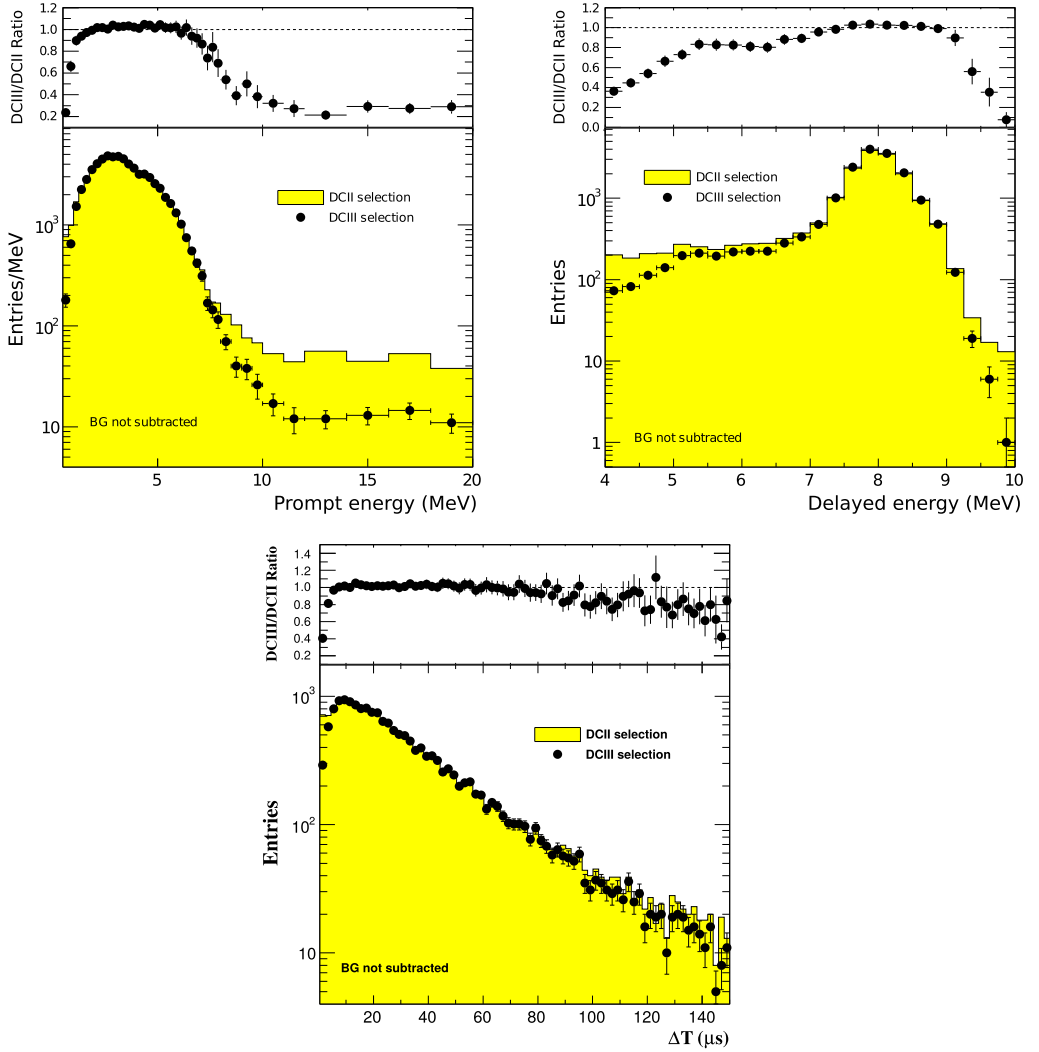 DCIII/DCII Ratio
1.2
1.0
0.8
0.6
0.4
0.2
Entries/MeV
10³
10²
10
DCII selection
DCIII selection
BG not subtracted
5 10 15 20
Prompt energy (MeV)
DCIII/DCII Ratio
1.2
1.0
0.8
0.6
0.4
0.2
0.0
Entries
10³
10²
10
1
DCII selection
DCIII selection
BG not subtracted
4 5 6 7 8 9 10
Delayed energy (MeV)
DCIII/DCII Ratio
1.4
1.2
1.0
0.8
0.6
0.4
0.2
Entries
10³
10²
10
DCII selection
DCIII selection
BG not subtracted
20 40 60 80 100 120 140
ΔT (μs)